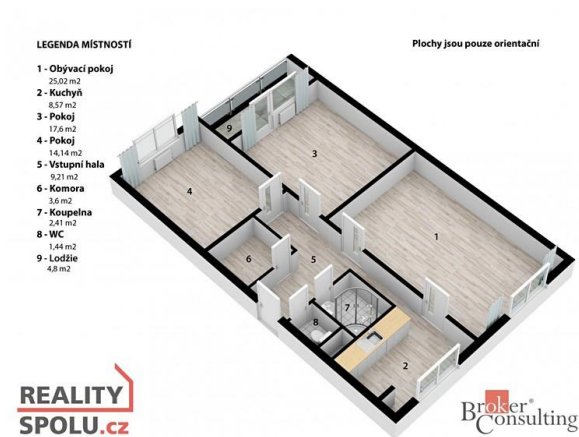 LEGENDA MÍSTNOSTÍ
Plochy jsou pouze orientační
1 - Obývací pokoj
25,02 m2
2 - Kuchyň
8,57 m2
3 - Pokoj
17,6 m2
4 - Pokoj
14,14 m2
5 - Vstupní hala
9,21 m2
6 - Komora
3,6 m2
7 - Koupelna
2,41 m2
8 - WC
1,44 m2
9 - Lodžie
4,8 m2
9
3
4
1
5
6
7
8
2
REALITY
SPOLU.cz
Broker
Consulting®